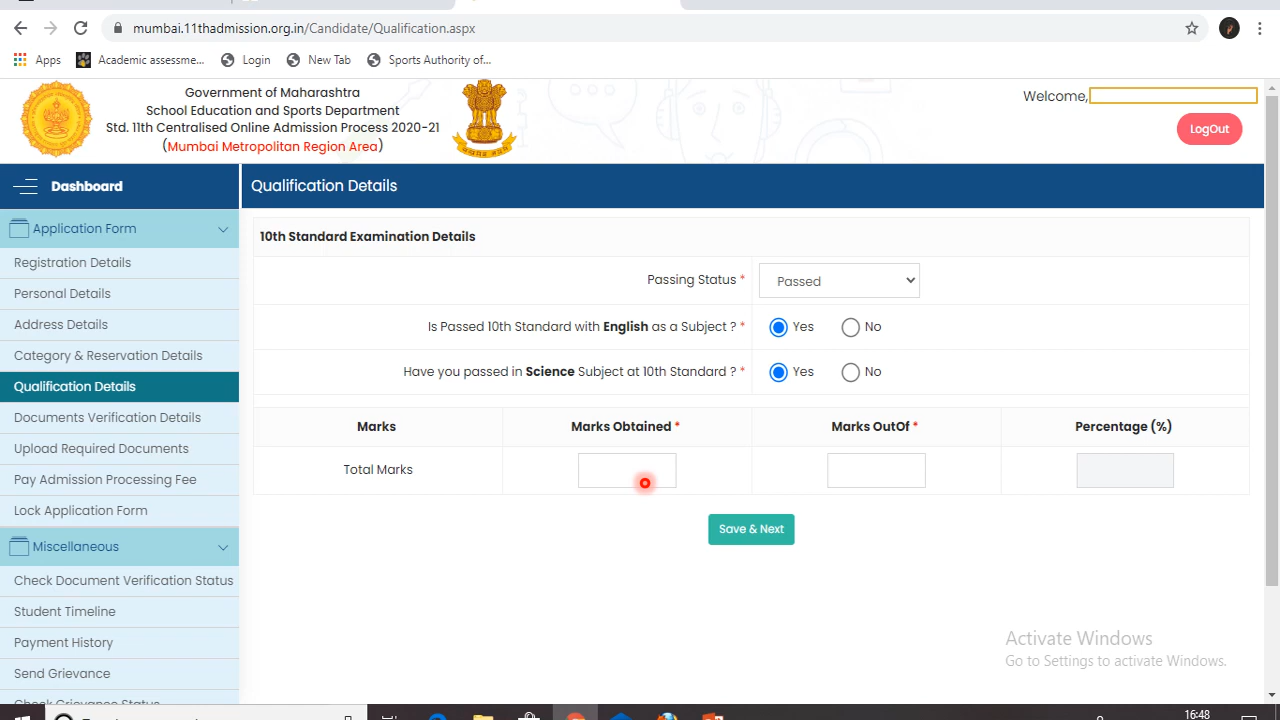 mumbai.11thadmission.org.in/Candidate/Qualification.aspx
Apps Academic assessme... Login New Tab Sports Authority of...
Government of Maharashtra
School Education and Sports Department
Std. 11th Centralised Online Admission Process 2020-21
(Mumbai Metropolitan Region Area)
Welcome,
LogOut
Dashboard
Application Form
Registration Details
Personal Details
Address Details
Category & Reservation Details
Qualification Details
Documents Verification Details
Upload Required Documents
Pay Admission Processing Fee
Lock Application Form
Miscellaneous
Check Document Verification Status
Student Timeline
Payment History
Send Grievance
Check Grievance Status
Qualification Details
10th Standard Examination Details
Passing Status * Passed
Is Passed 10th Standard with English as a Subject ? * Yes No
Have you passed in Science Subject at 10th Standard ? * Yes No
Marks Marks Obtained * Marks OutOf * Percentage (%)
Total Marks
Save & Next
Activate Windows
Go to Settings to activate Windows.
16:48